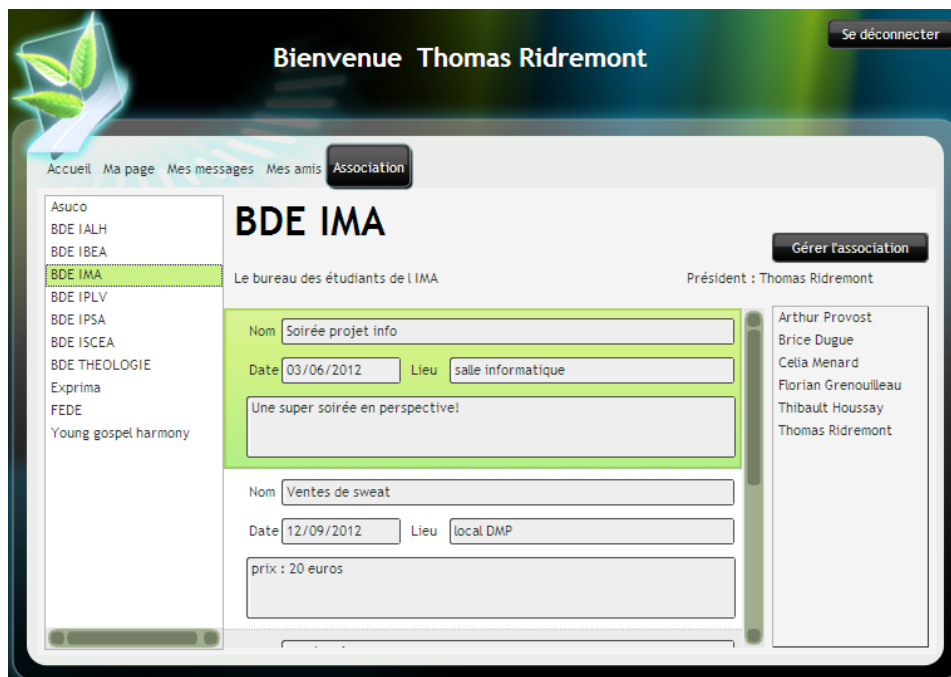 Se déconnecter
Bienvenue Thomas Ridremont
Accueil Ma page Mes messages Mes amis Association
Asuco
BDE IALH
BDE IBEA
BDE IMA
BDE IPLV
BDE IPSA
BDE ISCEA
BDE THEOLOGIE
Exprima
FEDE
Young gospel harmony
BDE IMA
Gérer l'association
Le bureau des étudiants de l IMA
Président : Thomas Ridremont
Nom Soirée projet info
Date 03/06/2012 Lieu salle informatique
Une super soirée en perspective!
Nom Ventes de sweat
Date 12/09/2012 Lieu local DMP
prix : 20 euros
Arthur Provost
Brice Dugue
Celia Menard
Florian Grenouilleau
Thibault Houssay
Thomas Ridremont